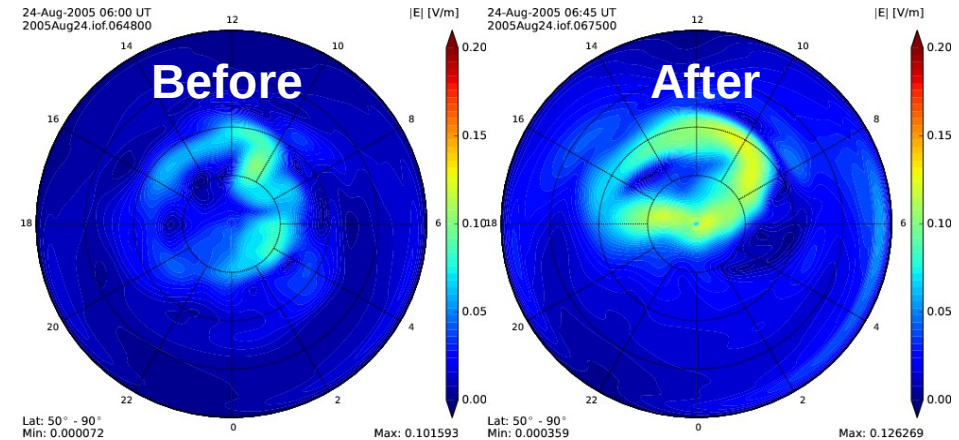 24-Aug-2005 06:00 UT
2005Aug24.iof.064800
|E| [V/m]
Before
12
14
10
16
18
6
20
4
22
2
0
0.20
0.15
0.10
0.05
0.00
Lat: 50° - 90°
Min: 0.000072
Max: 0.101593
24-Aug-2005 06:45 UT
2005Aug24.iof.067500
|E| [V/m]
After
12
14
10
16
8
18
6
20
4
22
2
0
0.20
0.15
0.10
0.05
0.00
Lat: 50° - 90°
Min: 0.000359
Max: 0.126269